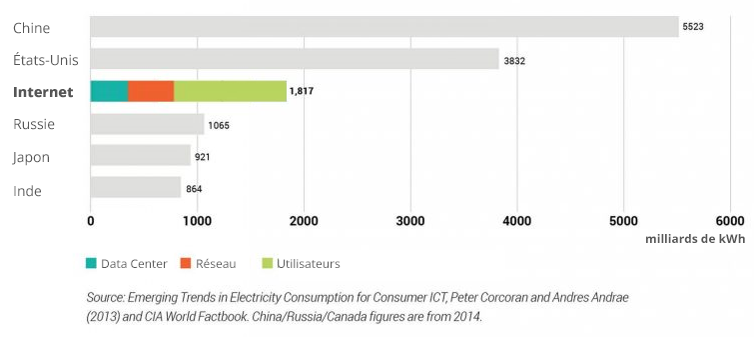 Chine 5523
États-Unis 3832
Internet 1,817
Russie 1065
Japon 921
Inde 864
0 1000 2000 3000 4000 5000 6000
milliards de kWh
Data Center Réseau Utilisateurs
Source: Emerging Trends in Electricity Consumption for Consumer ICT, Peter Corcoran and Andres Andrae
(2013) and CIA World Factbook. China/Russia/Canada figures are from 2014.